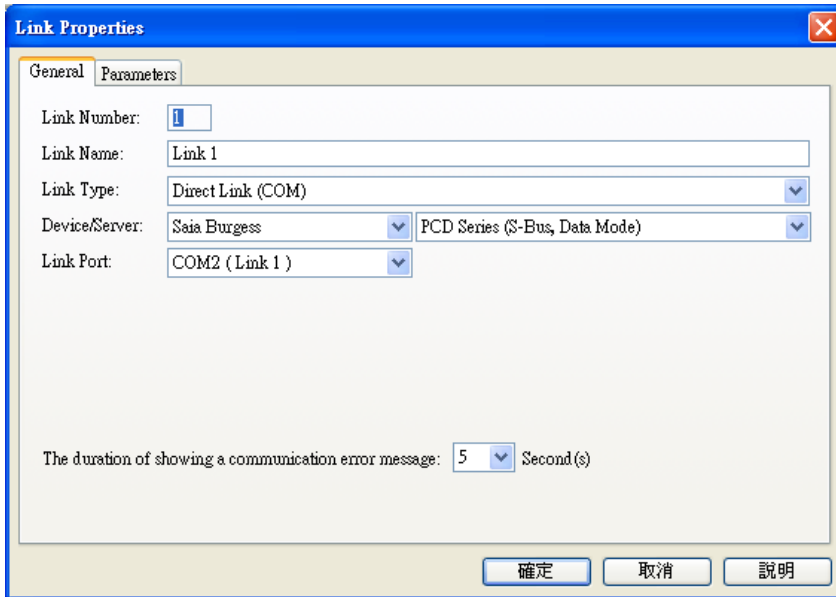 Link Properties
General Parameters
Link Number: 1
Link Name: Link 1
Link Type: Direct Link (COM)
Device/Server: Saia Burgess PCD Series (S-Bus, Data Mode)
Link Port: COM2 ( Link 1 )
The duration of showing a communication error message: 5 Second(s)
確定 取消 說明